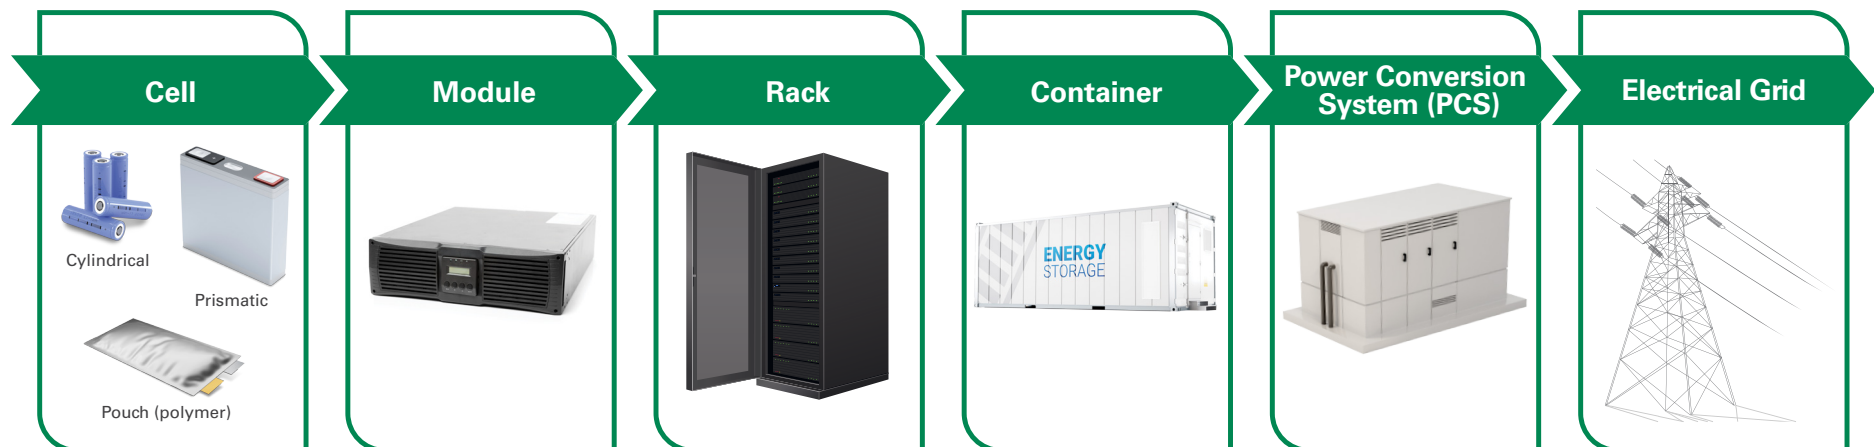 Cell
Module
Rack
Container
Power Conversion
System (PCS)
Electrical Grid
Cylindrical
Prismatic
Pouch (polymer)
ENERGY
STORAGE